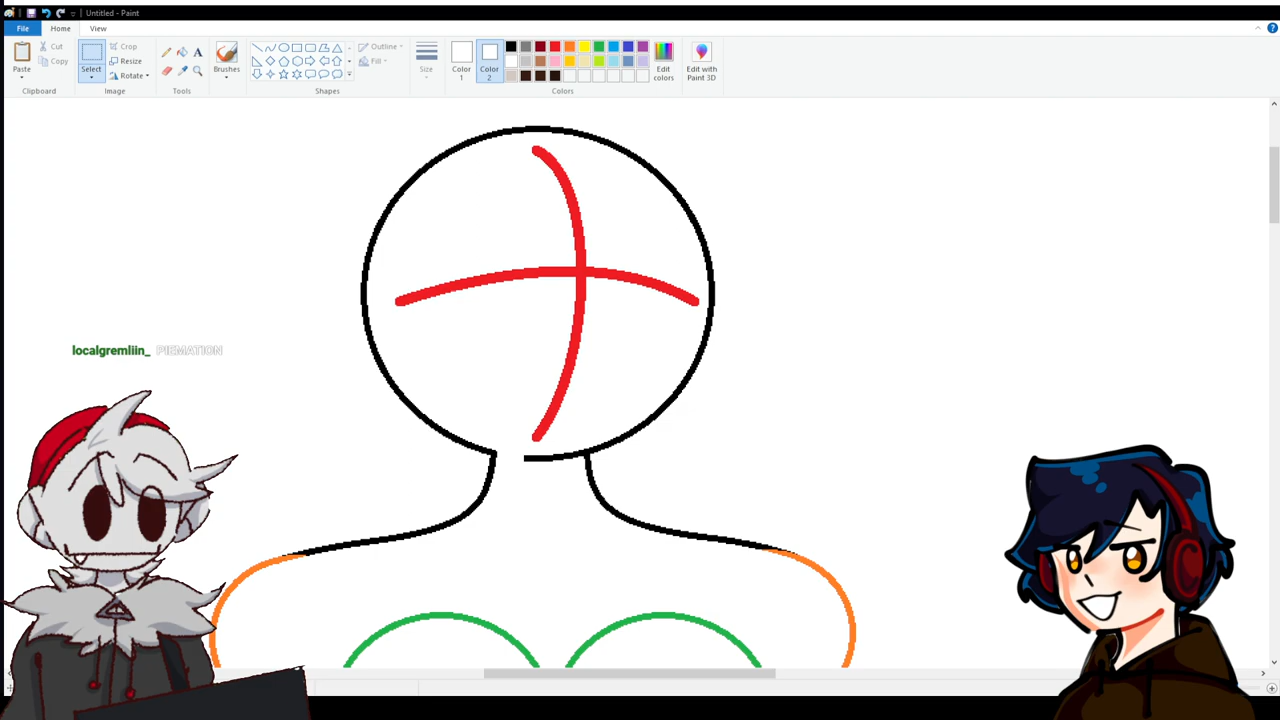 Untitled - Paint
File Home View
Paste
Cut
Copy
Clipboard
Select
Crop
Resize
Rotate
Image
A
Tools
Brushes
Outline
Fill
Shapes
Size
Color 1
Color 2
Edit colors
Colors
Edit with Paint 3D
localgremliin_ PIEMATION